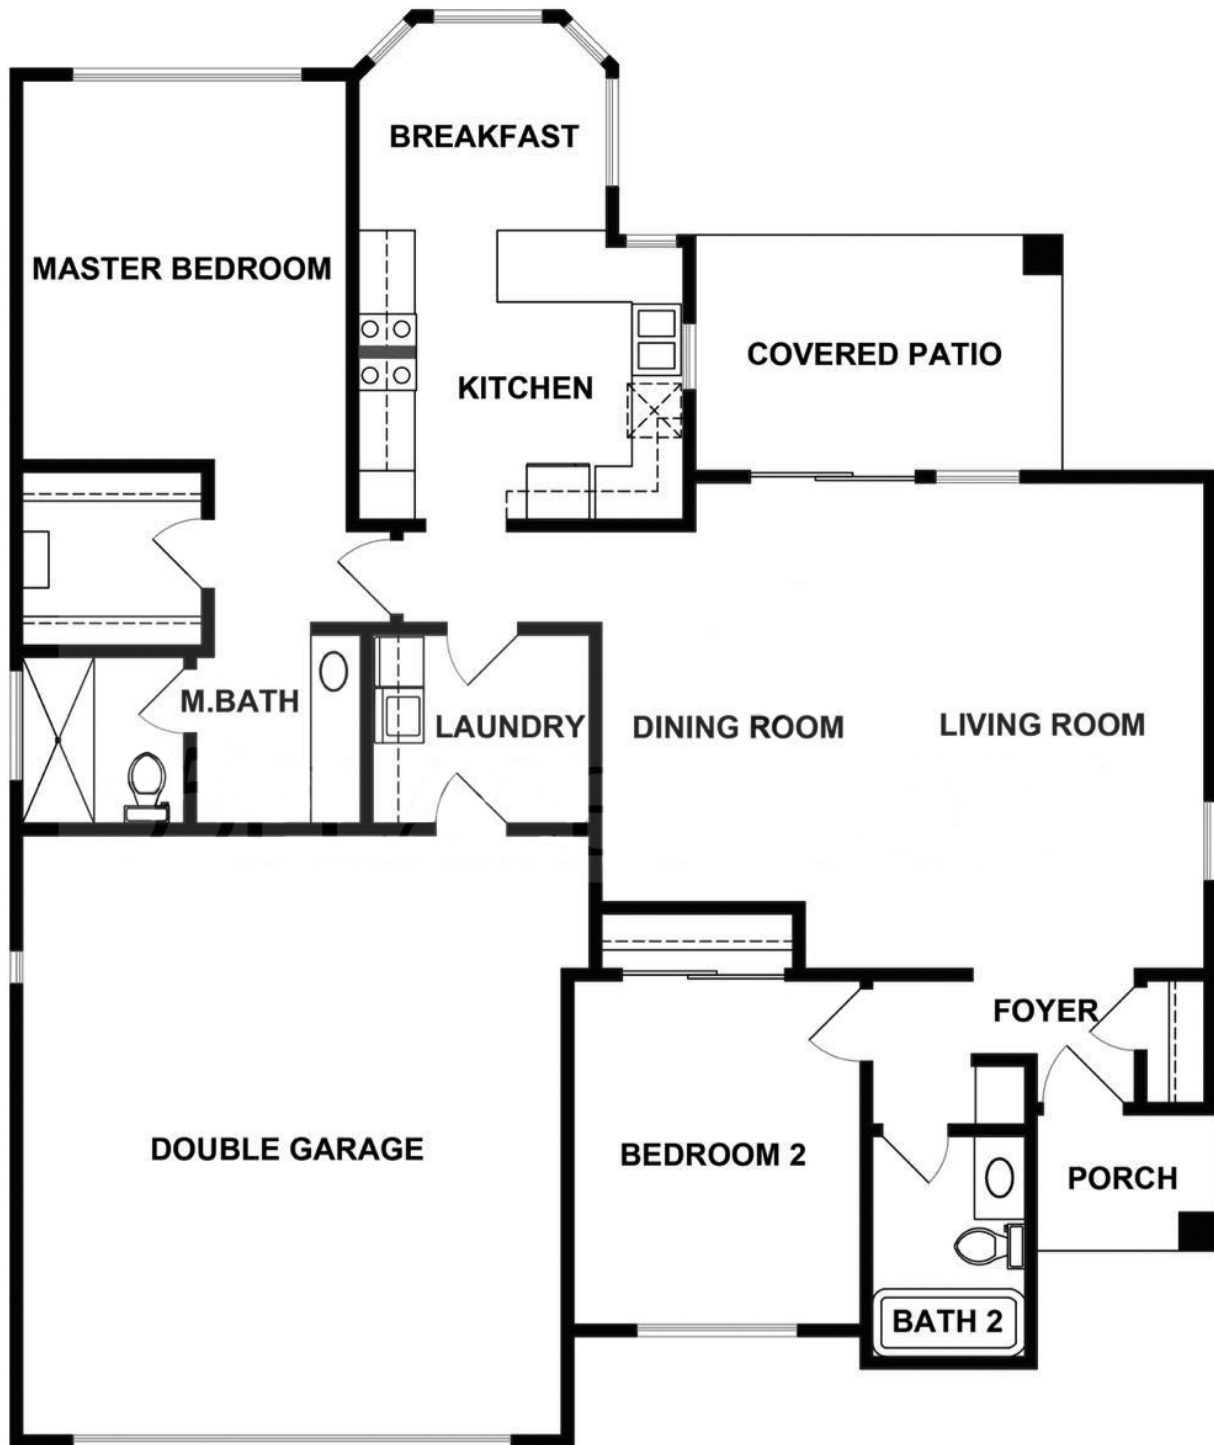 BREAKFAST
MASTER BEDROOM
COVERED PATIO
KITCHEN
M.BATH
LAUNDRY
DINING ROOM
LIVING ROOM
FOYER
DOUBLE GARAGE
BEDROOM 2
PORCH
BATH 2